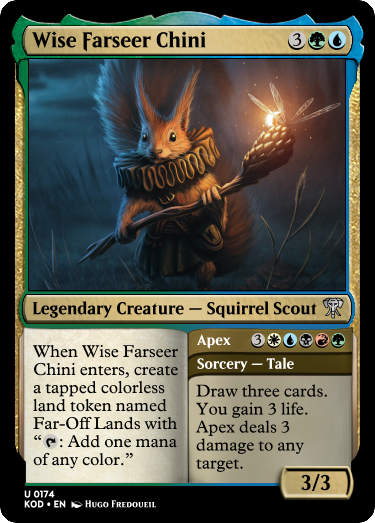 Wise Farseer Chini 3
Legendary Creature — Squirrel Scout
When Wise Farseer
Chini enters, create
a tapped colorless
land token named
Far-Off Lands with
“: Add one mana
of any color.”
Apex 3
Sorcery — Tale
Draw three cards.
You gain 3 life.
Apex deals 3
damage to any
target.
3/3
U 0174
KOD • EN Hugo Fredoueil